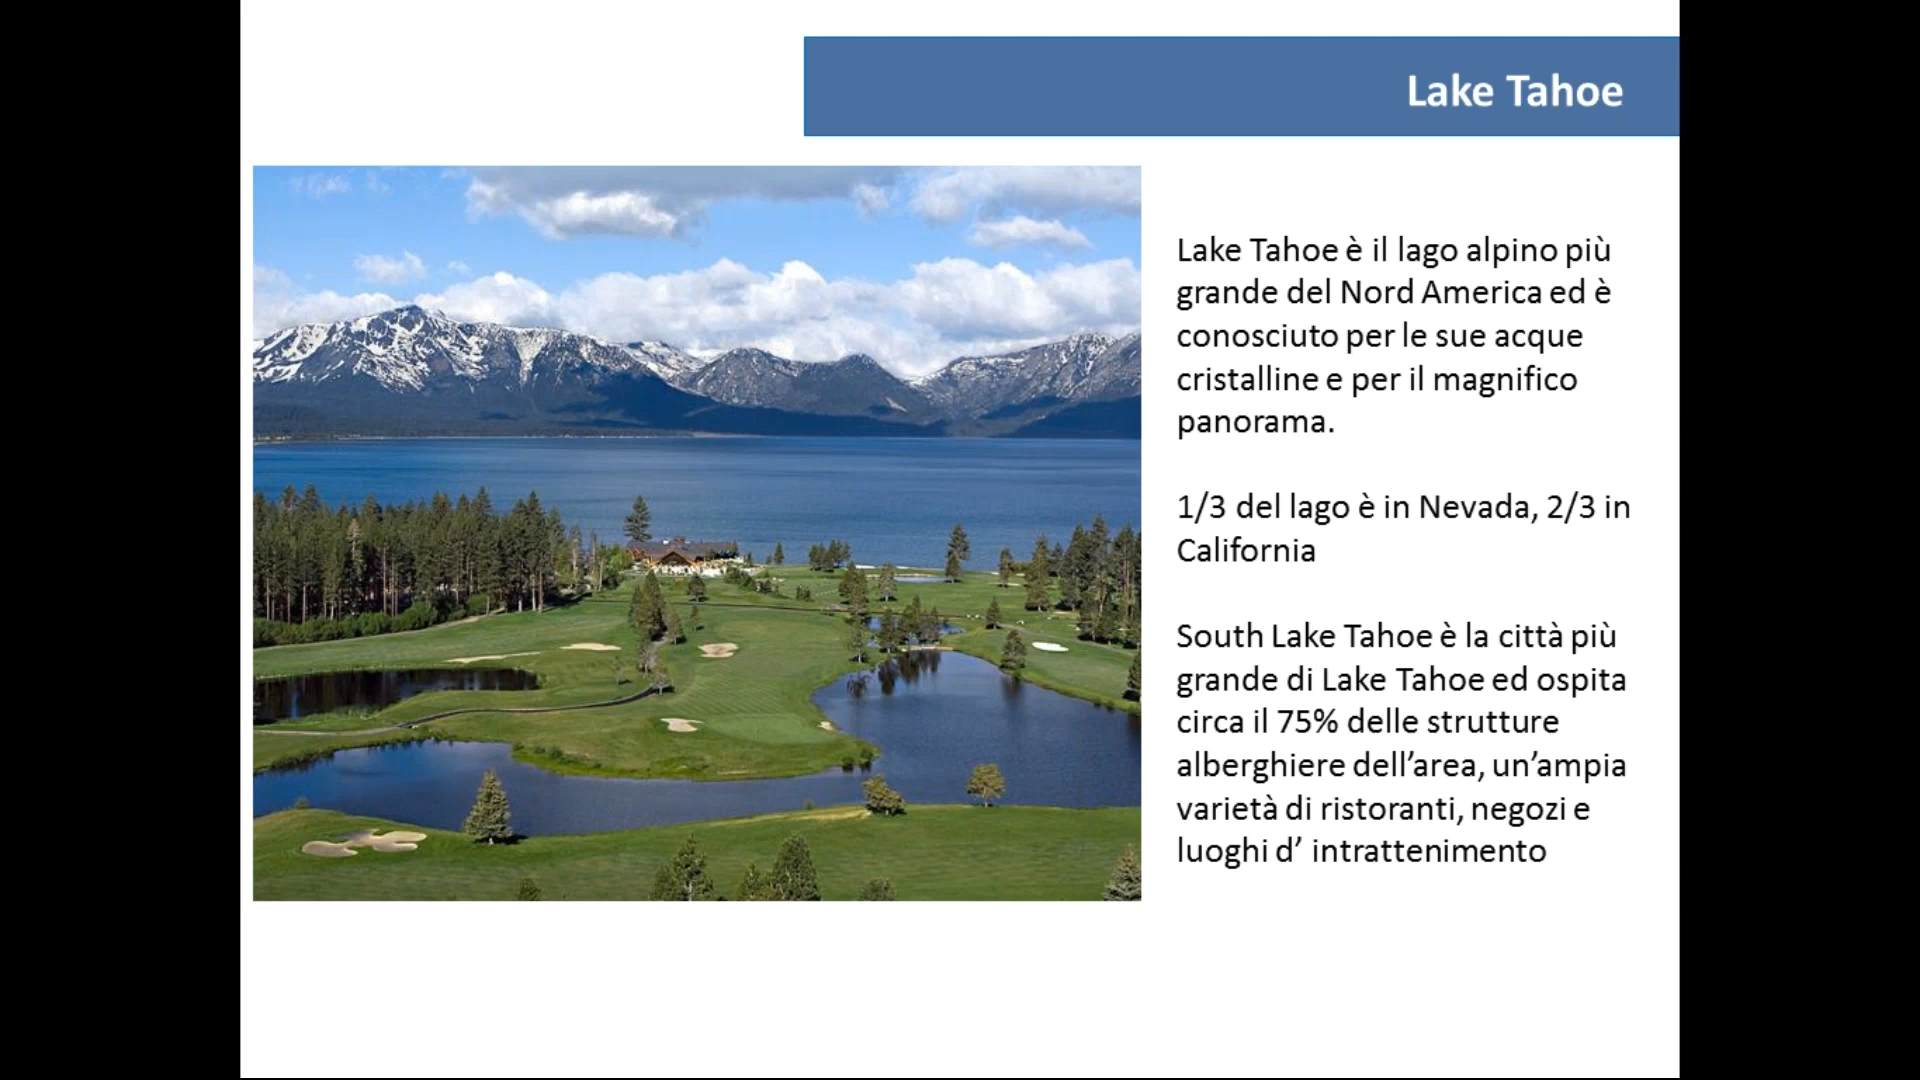 Lake Tahoe
Lake Tahoe è il lago alpino più
grande del Nord America ed è
conosciuto per le sue acque
cristalline e per il magnifico
panorama.
1/3 del lago è in Nevada, 2/3 in
California
South Lake Tahoe è la città più
grande di Lake Tahoe ed ospita
circa il 75% delle strutture
alberghiere dell’area, un’ampia
varietà di ristoranti, negozi e
luoghi d’ intrattenimento